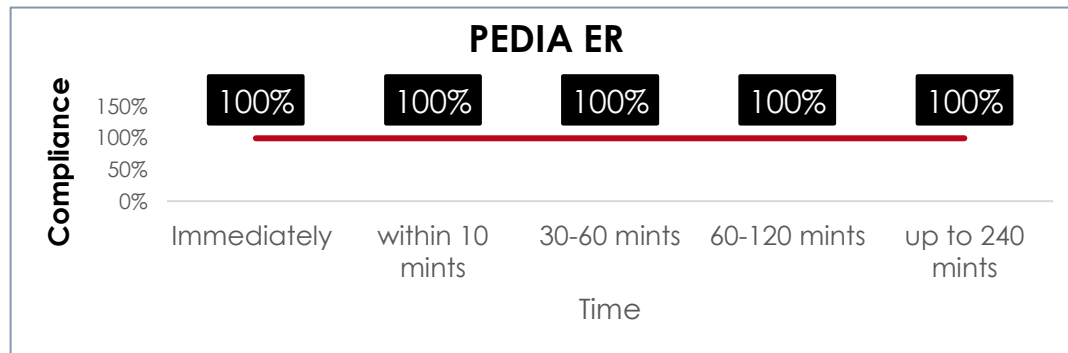 PEDIA ER
Compliance
150%
100%
50%
0%
100%
100%
100%
100%
100%
Immediately
within 10
mints
30-60 mints
60-120 mints
up to 240
mints
Time